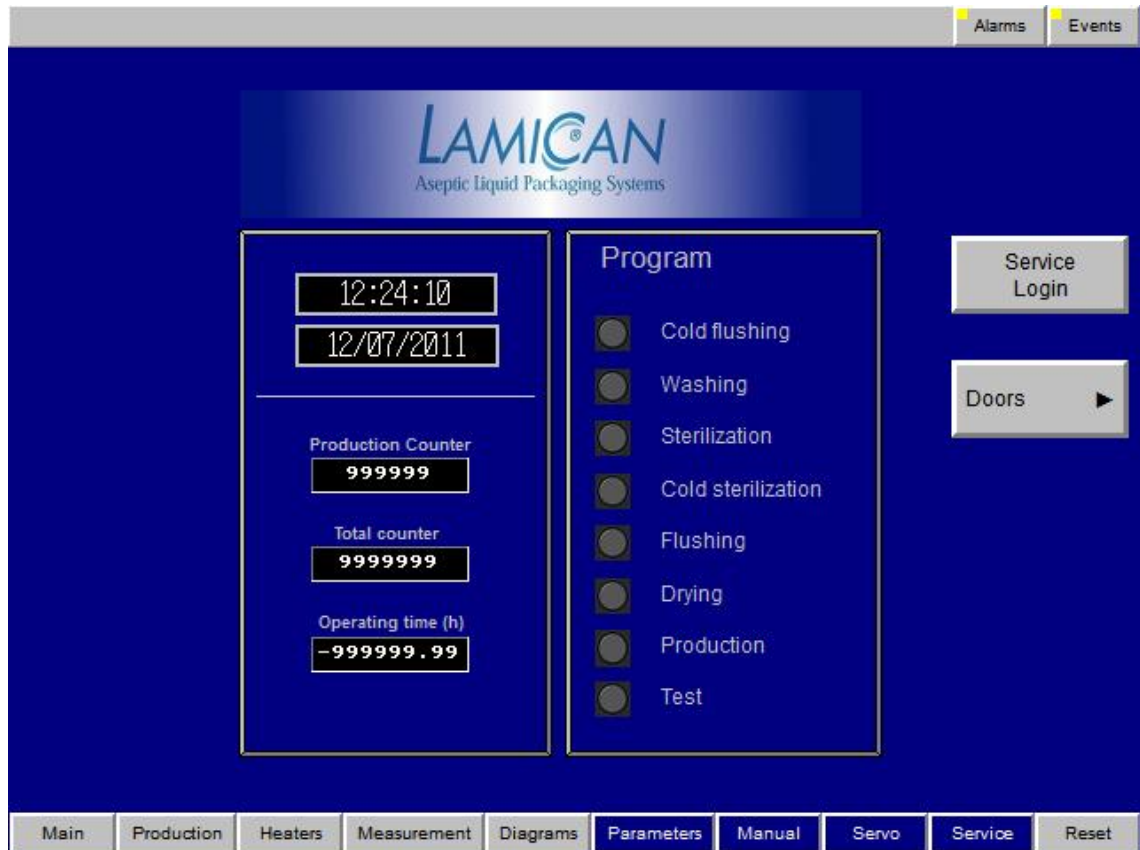 Alarms
Events
LAMICAN®
Aseptic Liquid Packaging Systems
12:24:10
12/07/2011
Production Counter
999999
Total counter
9999999
Operating time (h)
-999999.99
Program
Cold flushing
Washing
Sterilization
Cold sterilization
Flushing
Drying
Production
Test
Service
Login
Doors ►
Main
Production
Heaters
Measurement
Diagrams
Parameters
Manual
Servo
Service
Reset